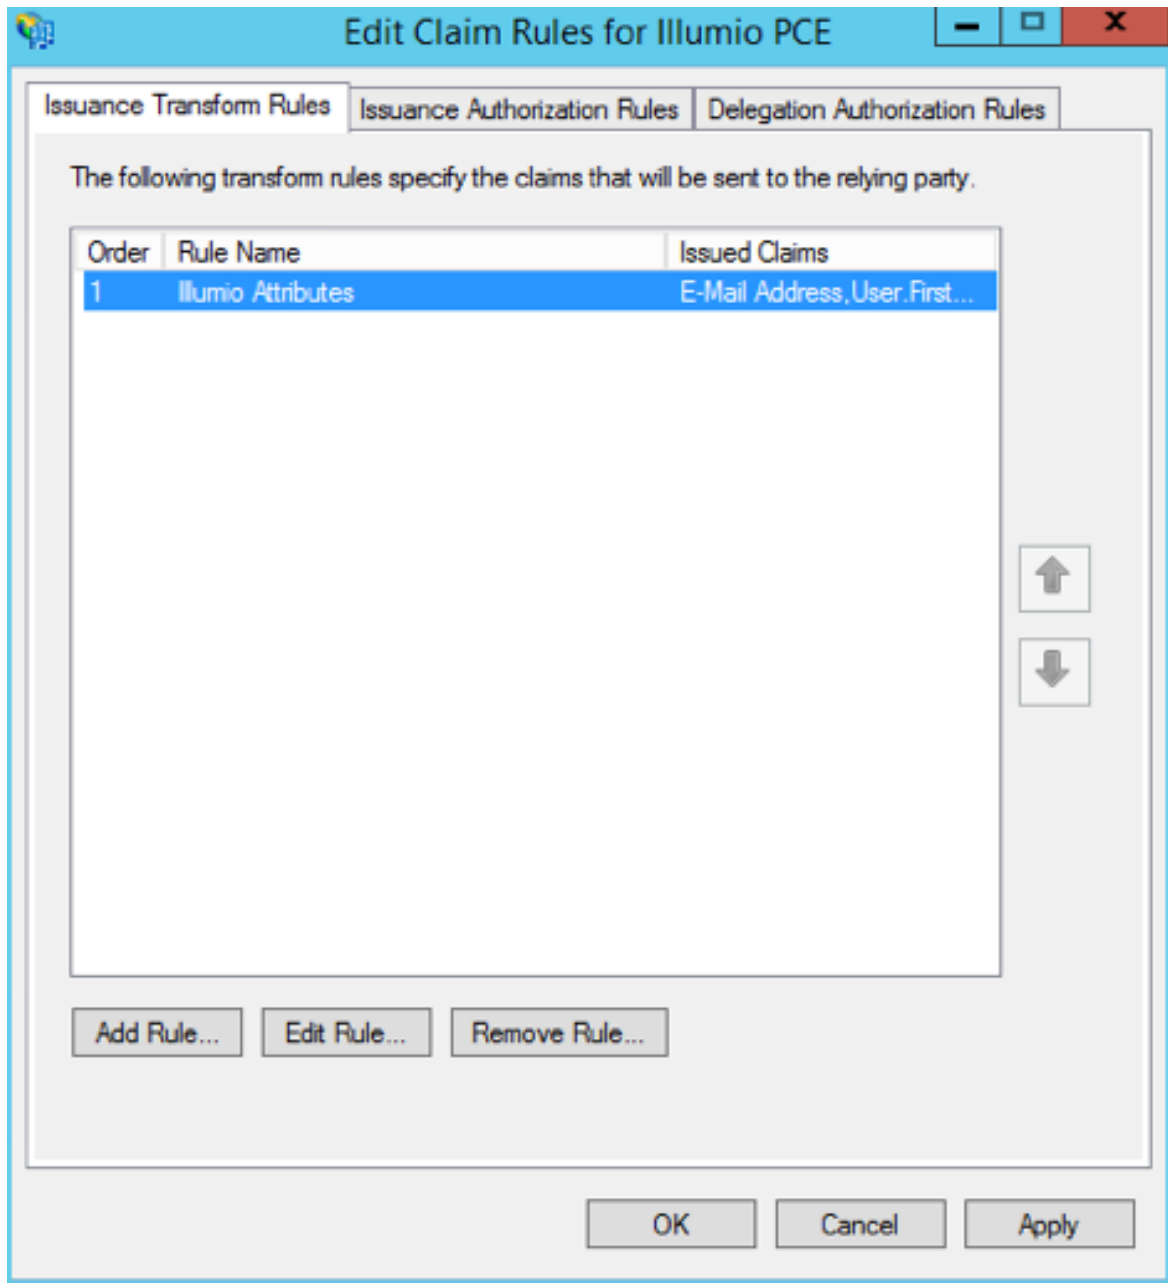 Edit Claim Rules for Illumio PCE
Issuance Transform Rules Issuance Authorization Rules Delegation Authorization Rules
The following transform rules specify the claims that will be sent to the relying party.
Order Rule Name Issued Claims
1 Illumio Attributes E-Mail Address,User.First...
Add Rule... Edit Rule... Remove Rule...
OK Cancel Apply